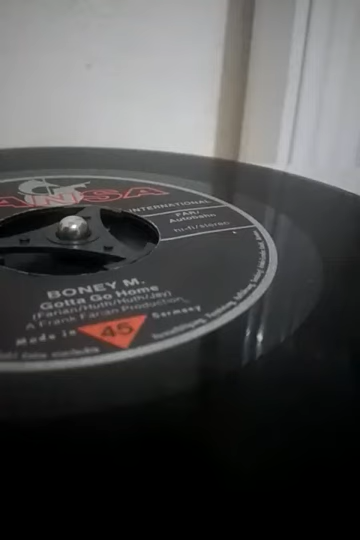 ANSA
INTERNATIONAL
FAR/
Autobahn
hi-fi/stereo
BONEY M.
Gotta Go Home
(Farian/Huth/Huth/Jay)
A Frank Farian Production
Made in Germany
45